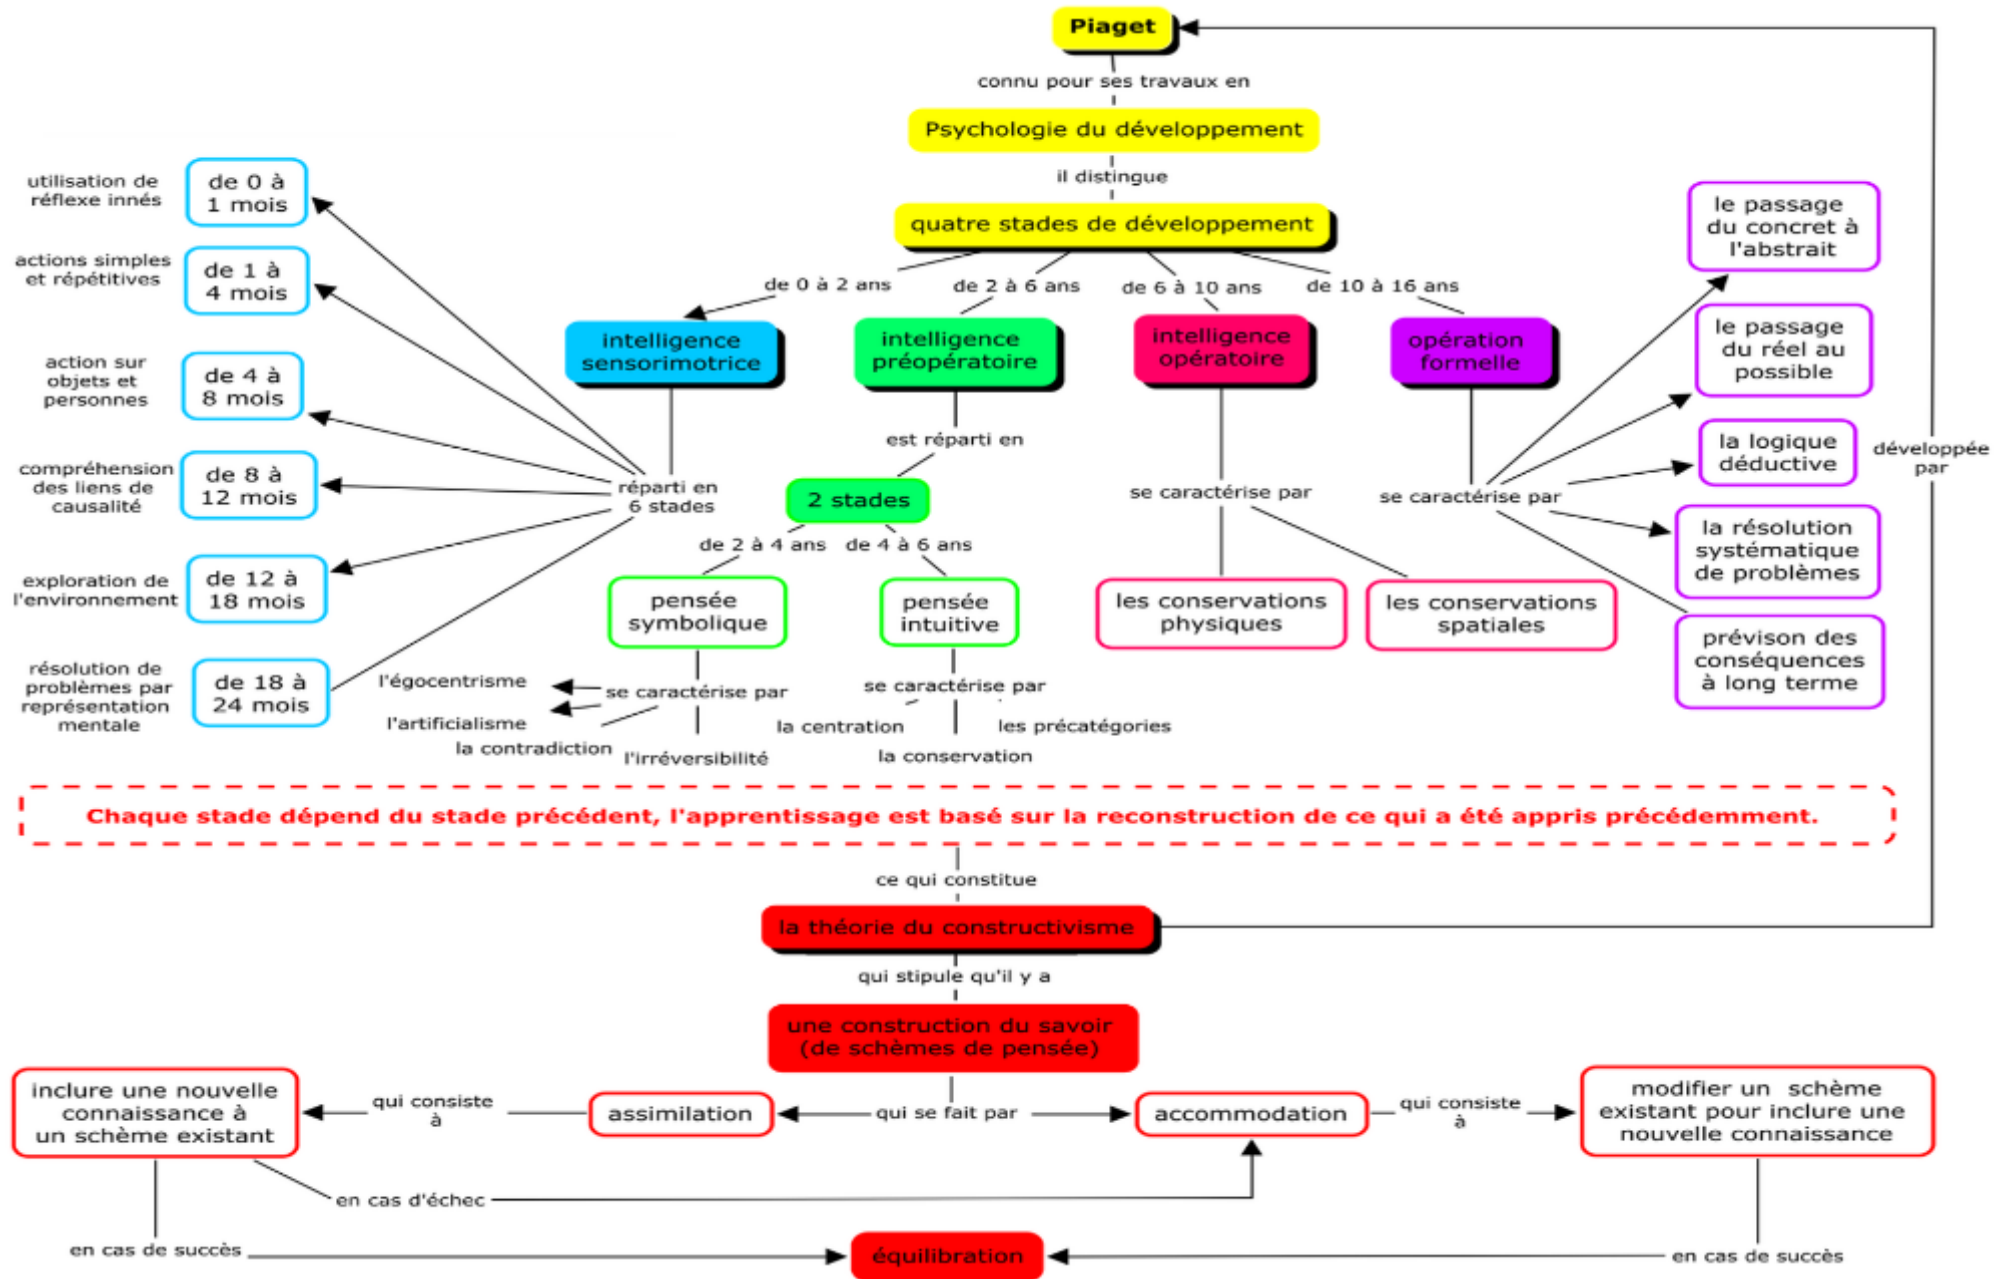 Piaget
connu pour ses travaux en
Psychologie du développement
il distingue
quatre stades de développement
de 0 à 2 ans
de 2 à 6 ans
de 6 à 10 ans
de 10 à 16 ans
intelligence
sensorimotrice
intelligence
préopératoire
intelligence
opératoire
opération
formelle
réparti en
6 stades
utilisation de
réflexe innés
de 0 à
1 mois
actions simples
et répétitives
de 1 à
4 mois
action sur
objets et
personnes
de 4 à
8 mois
compréhension
des liens de
causalité
de 8 à
12 mois
exploration de
l'environnement
de 12 à
18 mois
résolution de
problèmes par
représentation
mentale
de 18 à
24 mois
est réparti en
2 stades
de 2 à 4 ans
de 4 à 6 ans
pensée
symbolique
pensée
intuitive
se caractérise par
l'égocentrisme
l'artificialisme
la contradiction
l'irréversibilité
se caractérise par
la centration
la conservation
les précatégories
se caractérise par
les conservations
physiques
les conservations
spatiales
se caractérise par
le passage
du concret à
l'abstrait
le passage
du réel au
possible
la logique
déductive
la résolution
systématique
de problèmes
prévison des
conséquences
à long terme
développée
par
Chaque stade dépend du stade précédent, l'apprentissage est basé sur la reconstruction de ce qui a été appris précédemment.
ce qui constitue
la théorie du constructivisme
qui stipule qu'il y a
une construction du savoir
(de schèmes de pensée)
qui se fait par
assimilation
qui consiste
à
inclure une nouvelle
connaissance à
un schème existant
accommodation
qui consiste
à
modifier un schème
existant pour inclure une
nouvelle connaissance
en cas d'échec
en cas de succès
équilibration
en cas de succès